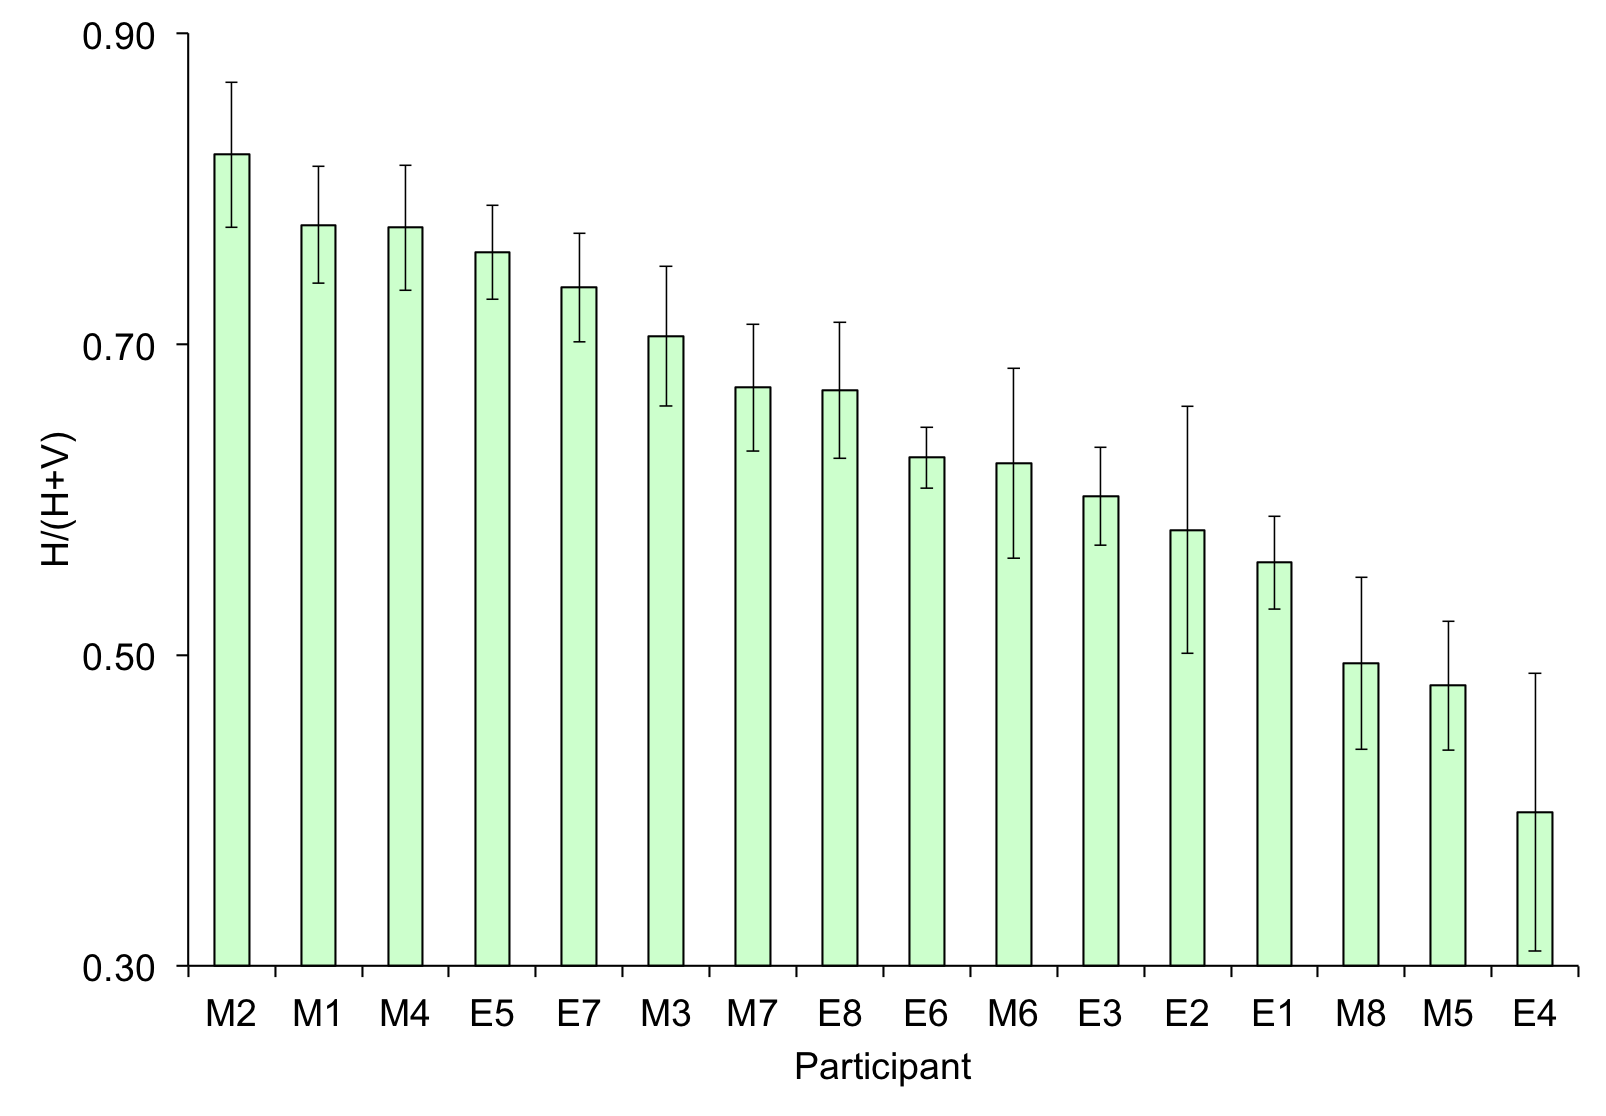 0.90
0.70
0.50
0.30
H/(H+V)
M2 M1 M4 E5 E7 M3 M7 E8 E6 M6 E3 E2 E1 M8 M5 E4
Participant